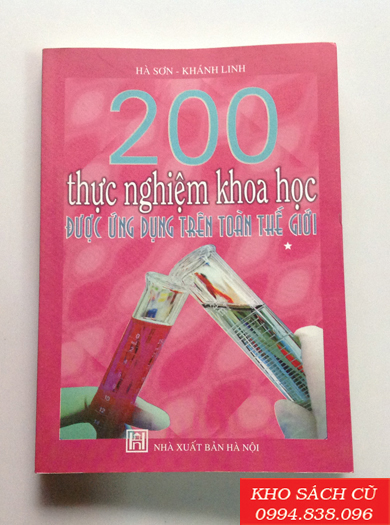 HÀ SƠN - KHÁNH LINH
200
thực nghiệm khoa học
ĐƯỢC ỨNG DỤNG TRÊN TOÀN THẾ GIỚI
NHÀ XUẤT BẢN HÀ NỘI
KHO SÁCH CŨ
0994.838.096